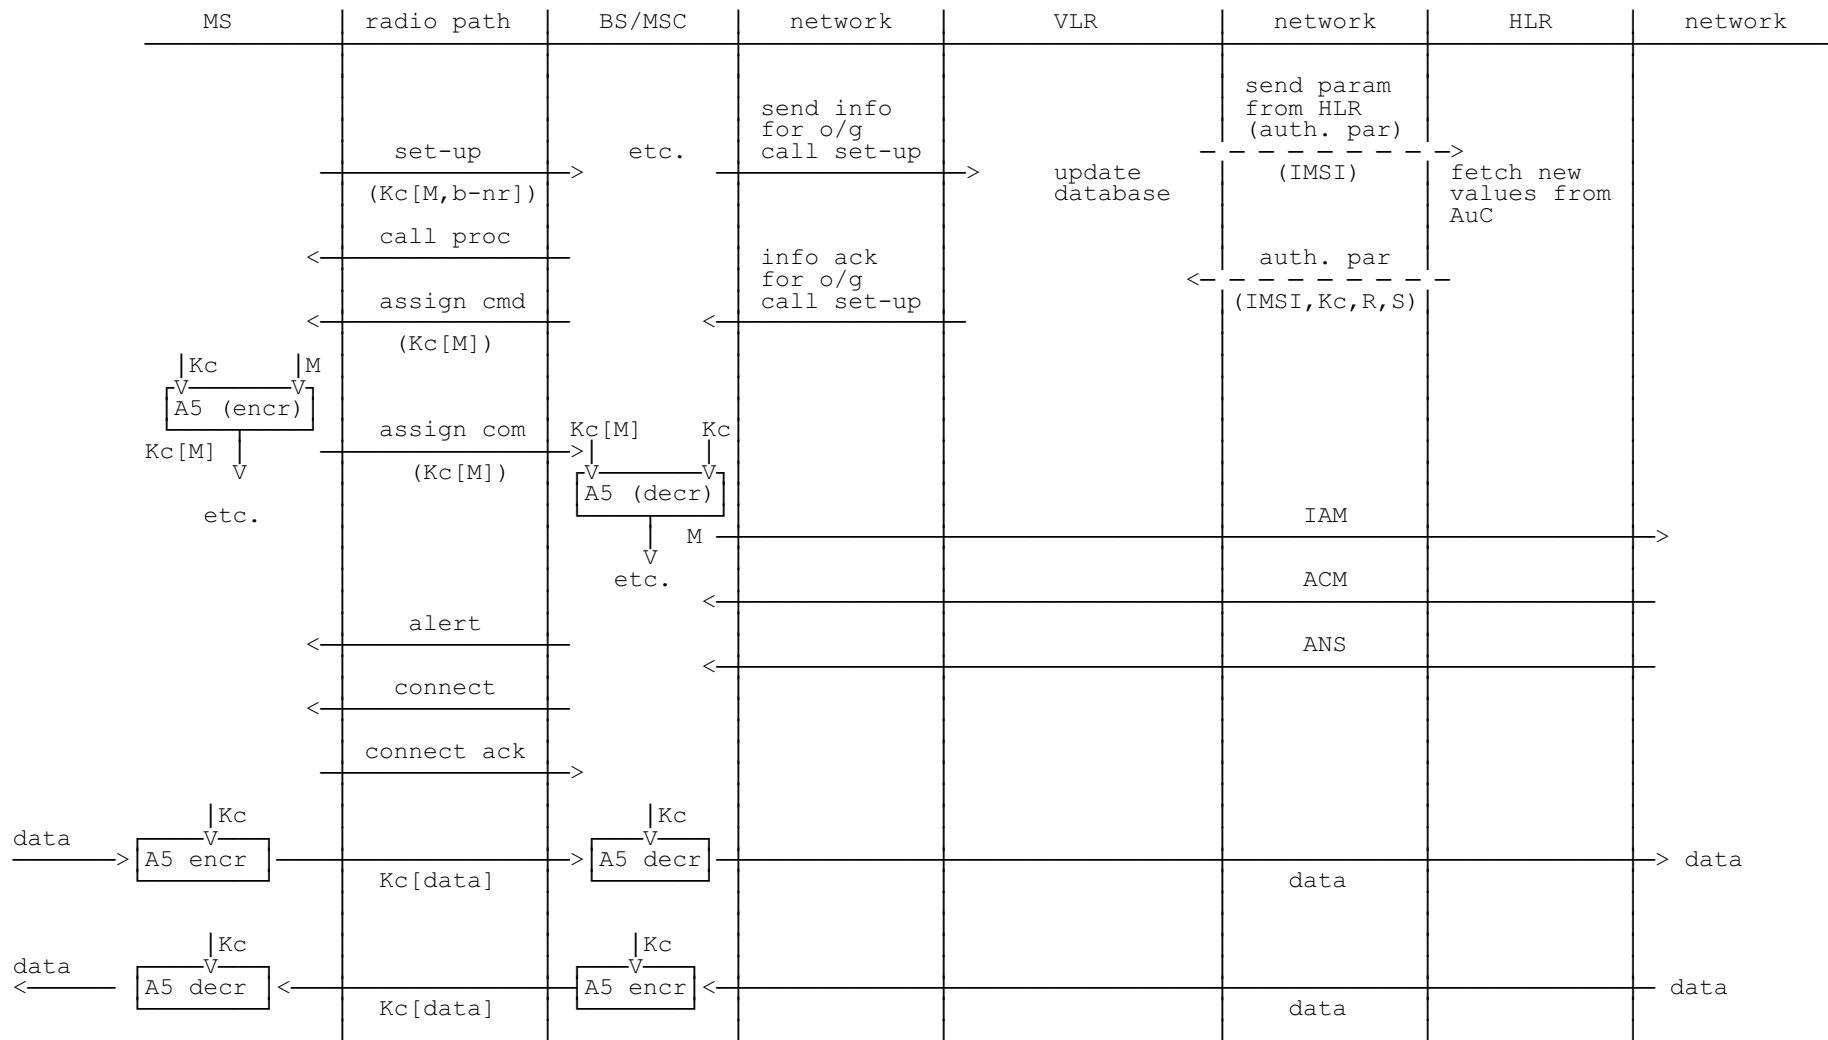 MS radio path BS/MSC network VLR network HLR network
send param
send info from HLR
for o/g (auth. par)
set-up etc. call set-up
update (IMSI) fetch new
(Kc[M,b-nr]) database values from
AuC
call proc
info ack auth. par
for o/g
assign cmd call set-up (IMSI,Kc,R,S)
(Kc[M])
Kc M
A5 (encr)
assign com Kc[M] Kc
Kc[M]
(Kc[M])
A5 (decr)
etc. IAM
M
etc. ACM
alert
ANS
connect
connect ack
Kc Kc
data
A5 encr A5 decr data
Kc[data] data
Kc Kc
data
A5 decr A5 encr data
Kc[data] data